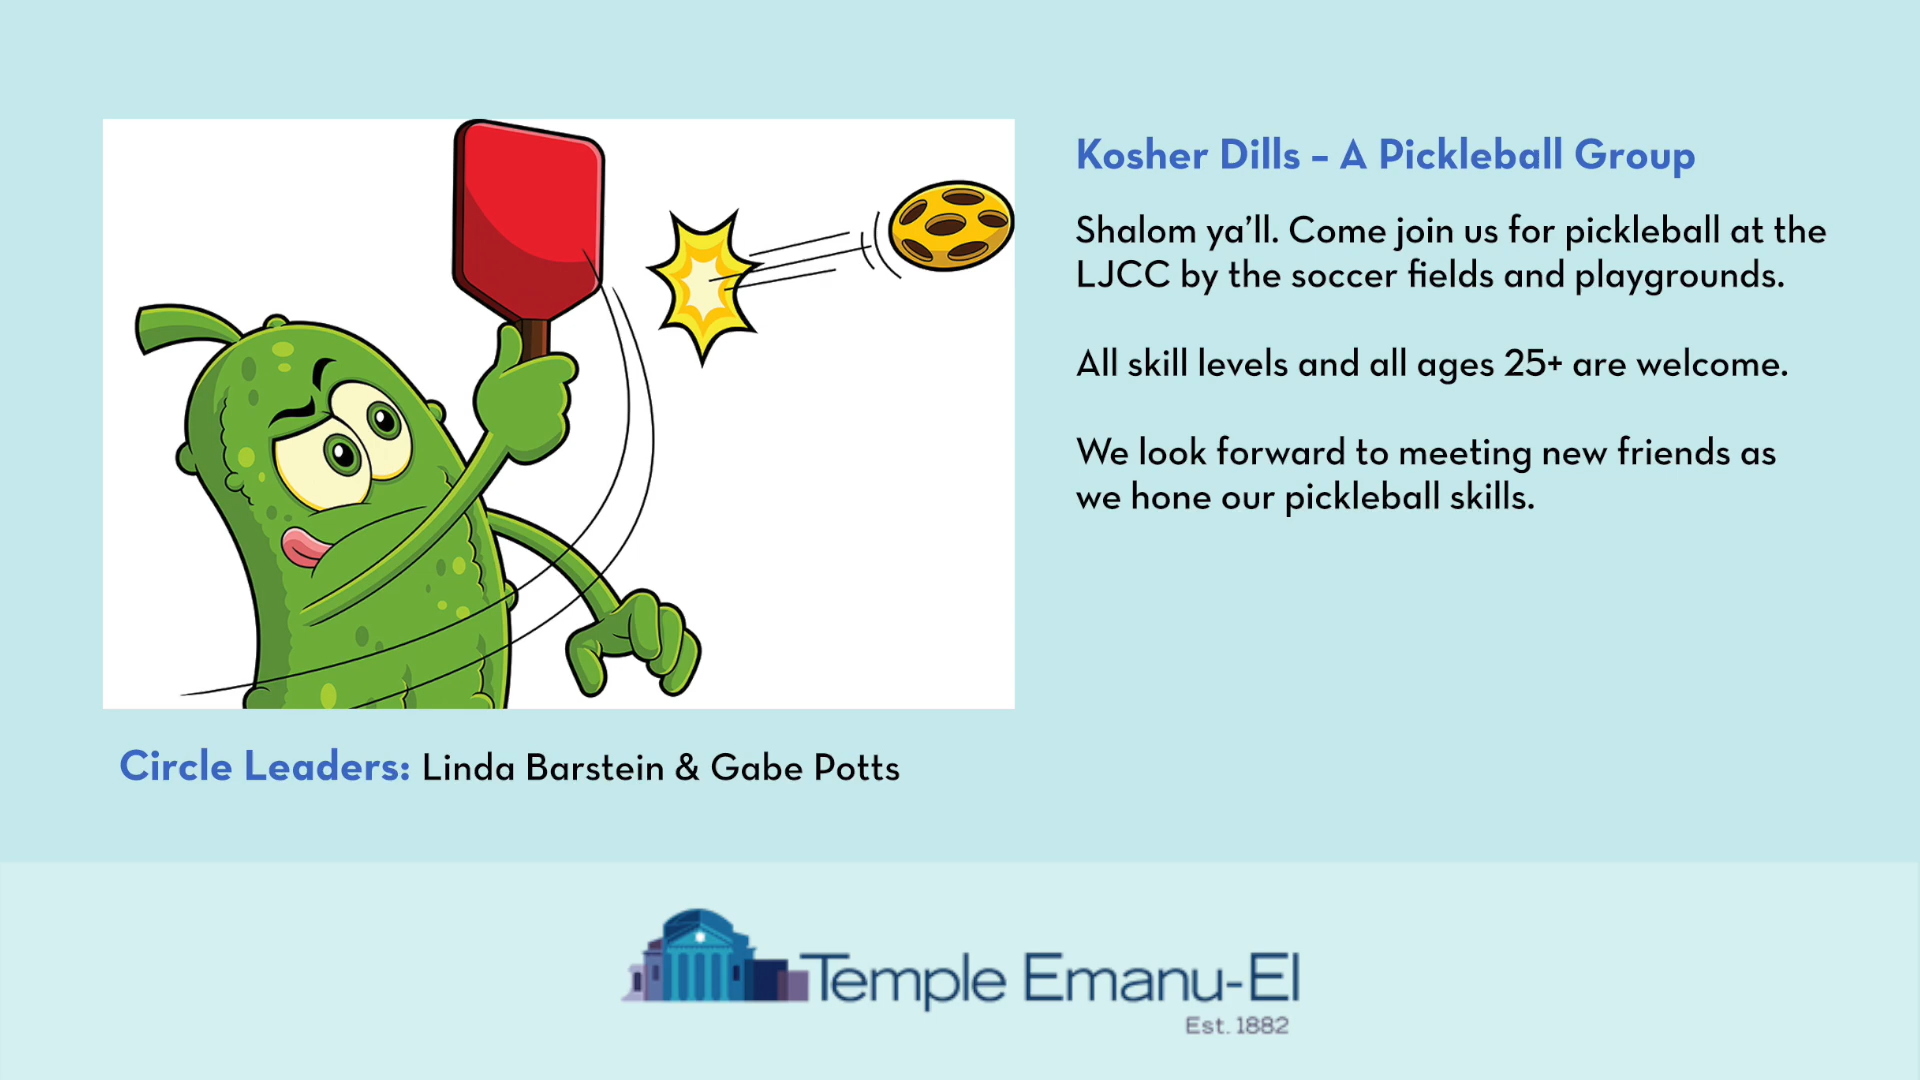 Kosher Dills – A Pickleball Group
Shalom ya’ll. Come join us for pickleball at the
LJCC by the soccer fields and playgrounds.
All skill levels and all ages 25+ are welcome.
We look forward to meeting new friends as
we hone our pickleball skills.
Circle Leaders: Linda Barstein & Gabe Potts
Temple Emanu-El
Est. 1882